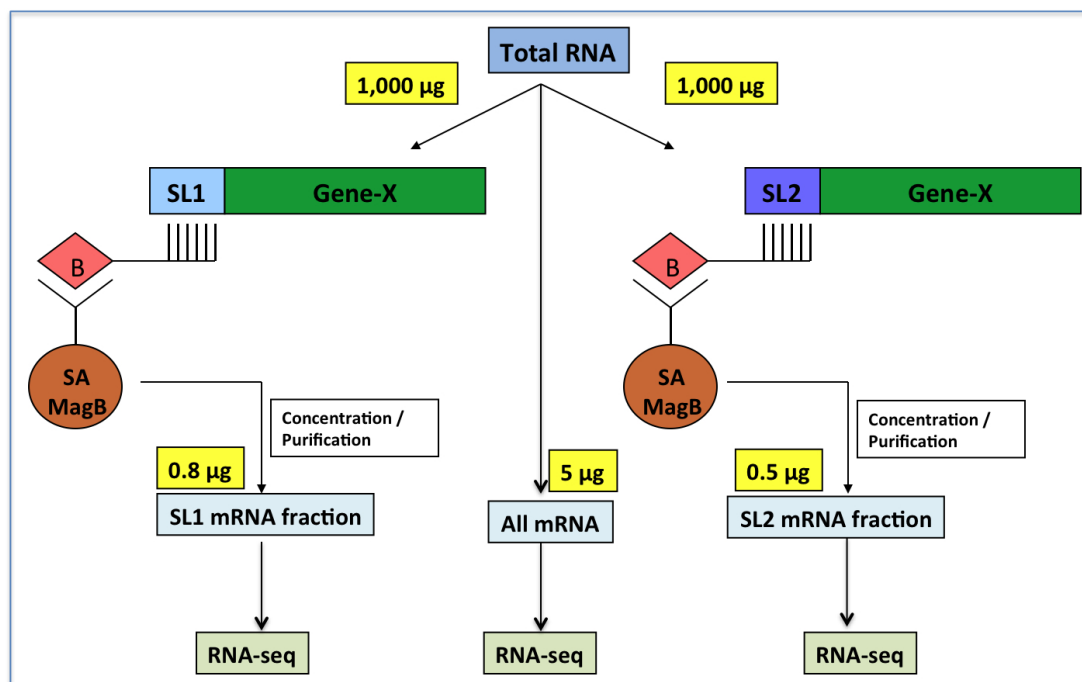 Total RNA
1,000 µg
1,000 µg
SL1
Gene-X
SL2
Gene-X
B
B
SA
MagB
SA
MagB
Concentration /
Purification
Concentration /
Purification
0.8 µg
5 µg
0.5 µg
SL1 mRNA fraction
All mRNA
SL2 mRNA fraction
RNA-seq
RNA-seq
RNA-seq